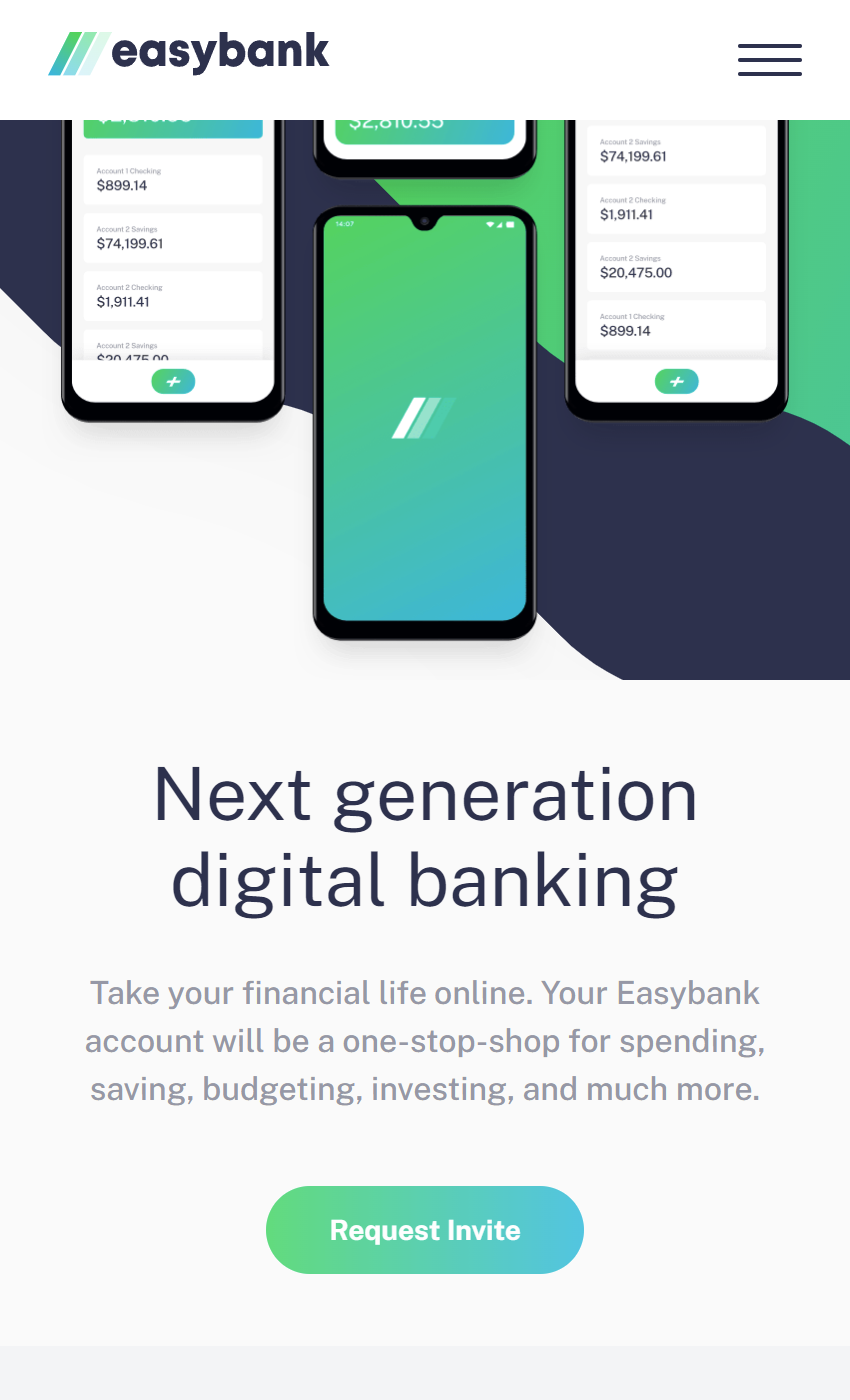 easybank
$2,810.55
Account 1 Checking
$899.14
Account 2 Savings
$74,199.61
Account 2 Checking
$1,911.41
Account 2 Savings
$20,475.00
$2,810.55
14:07
Account 2 Savings
$74,199.61
Account 2 Checking
$1,911.41
Account 2 Savings
$20,475.00
Account 1 Checking
$899.14
Next generation
digital banking
Take your financial life online. Your Easybank
account will be a one-stop-shop for spending,
saving, budgeting, investing, and much more.
Request Invite